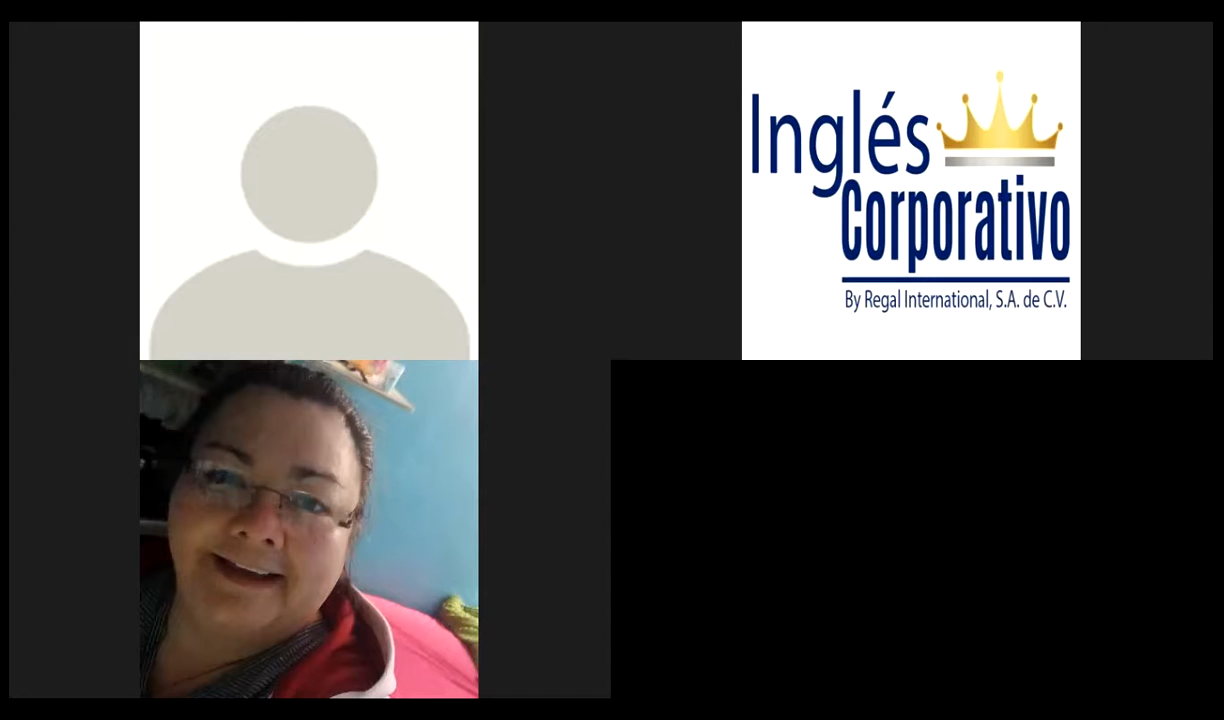 Inglés
Corporativo
By Regal International, S.A. de C.V.